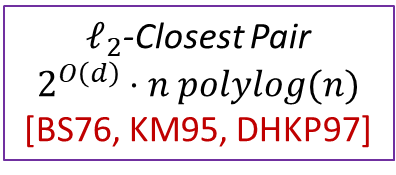 ℓ₂-Closest Pair
2^{O(d)} · n polylog(n)
[BS76, KM95, DHKP97]